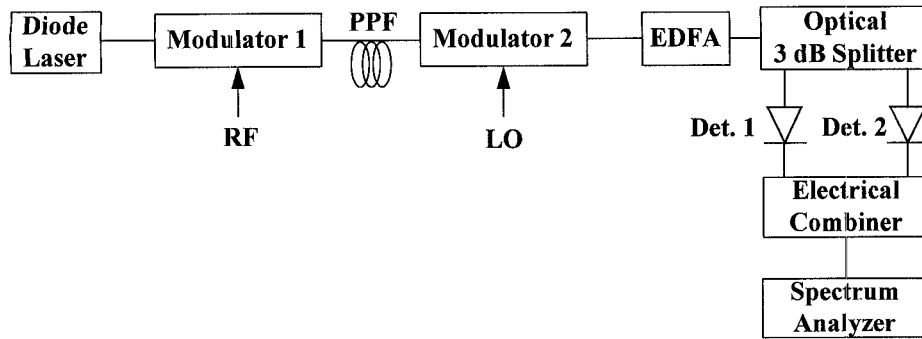 Diode
Laser
Modulator 1
PPF
Modulator 2
EDFA
Optical
3 dB Splitter
RF
LO
Det. 1
Det. 2
Electrical
Combiner
Spectrum
Analyzer